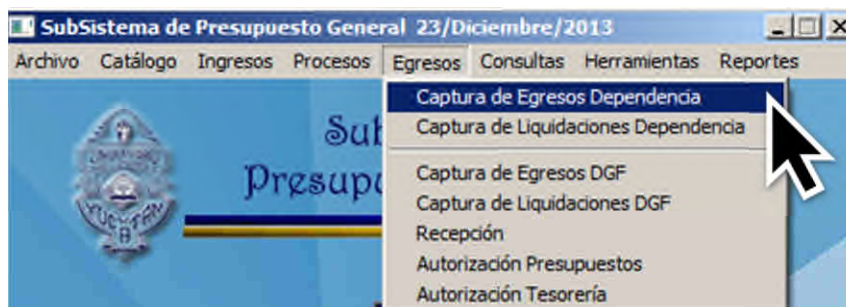 SubSistema de Presupuesto General 23/Diciembre/2013
Archivo Catálogo Ingresos Procesos Egresos Consultas Herramientas Reportes
Captura de Egresos Dependencia
Captura de Liquidaciones Dependencia
Captura de Egresos DGF
Captura de Liquidaciones DGF
Recepción
Autorización Presupuestos
Autorización Tesorería